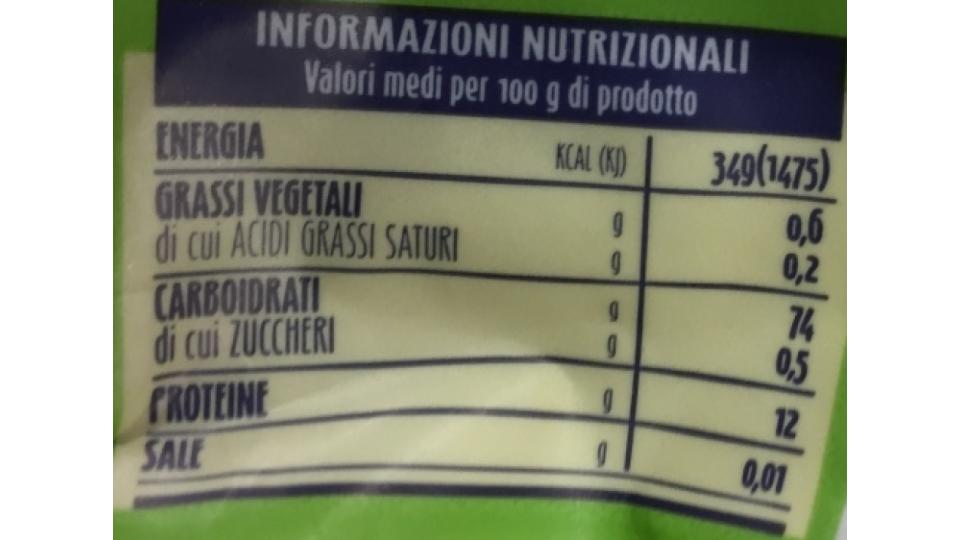 INFORMAZIONI NUTRIZIONALI
Valori medi per 100 g di prodotto
ENERGIA KCAL (KJ) 349(1475)
GRASSI VEGETALI g 0,6
di cui ACIDI GRASSI SATURI g 0,2
CARBOIDRATI g 74
di cui ZUCCHERI g 0,5
PROTEINE g 12
SALE g 0,01